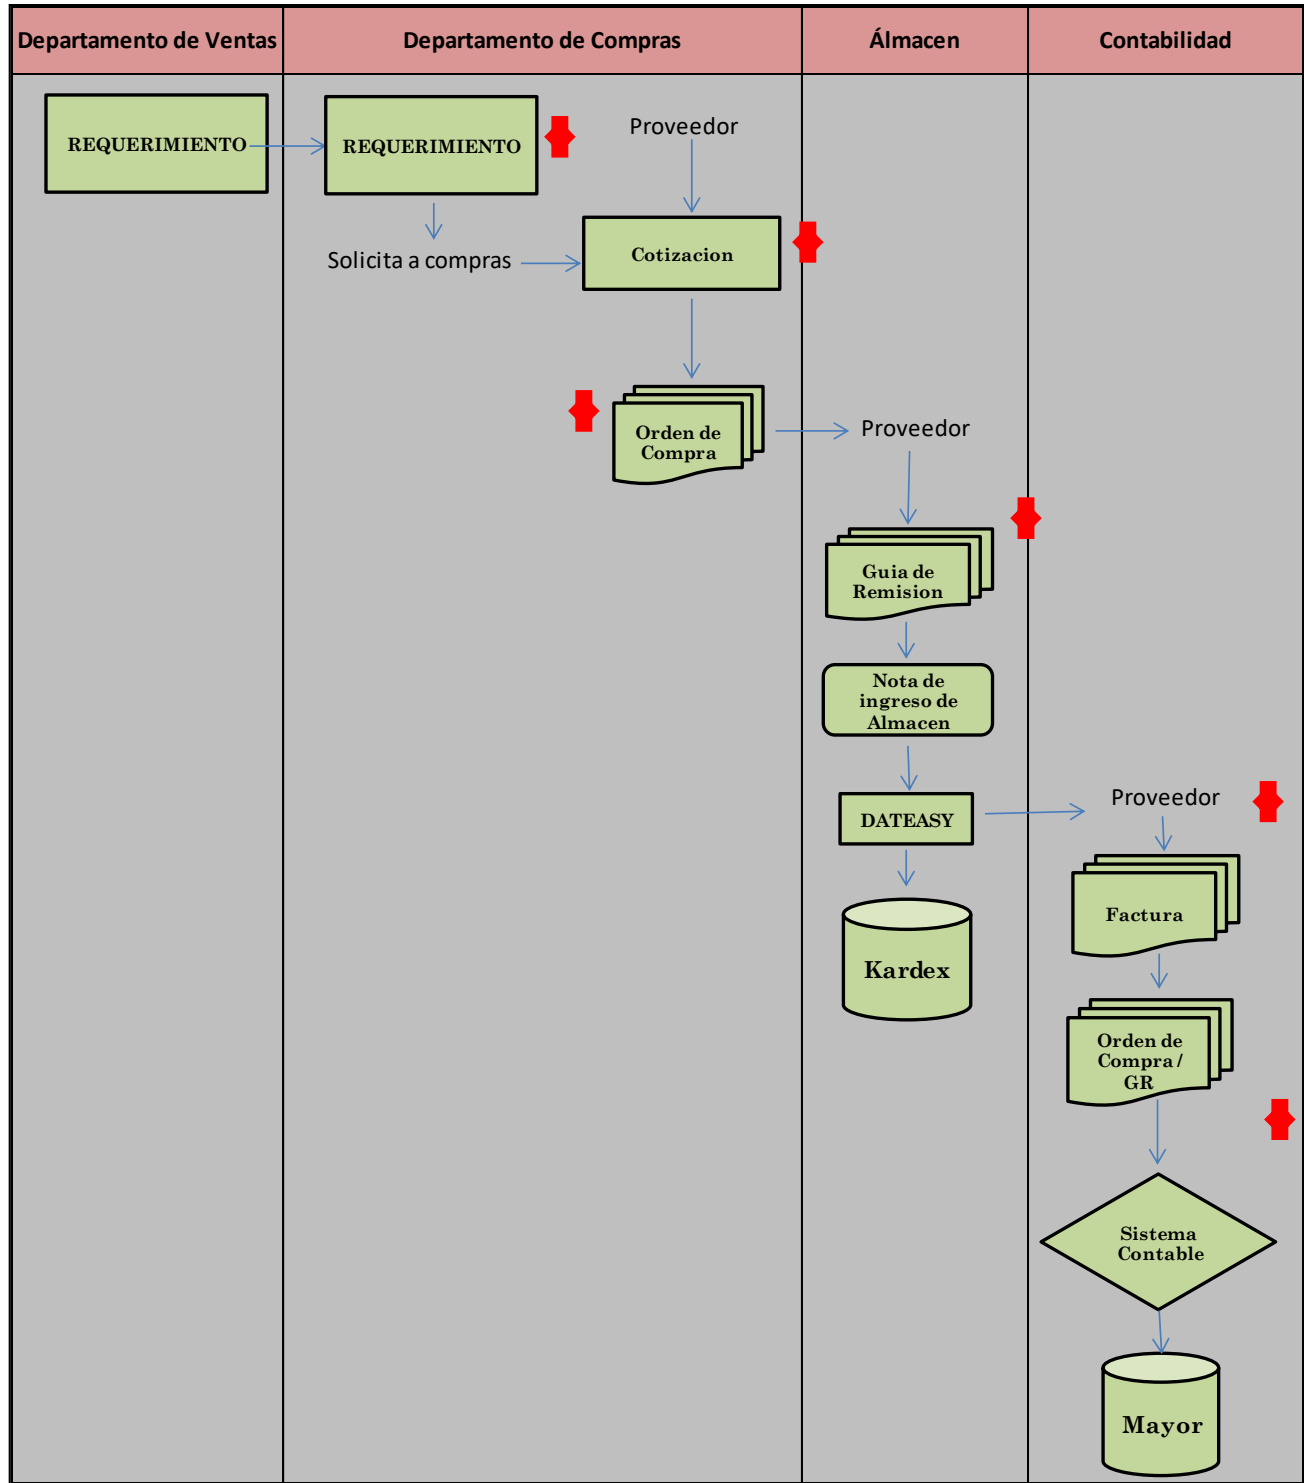 Departamento de Ventas
Departamento de Compras
Álmacen
Contabilidad
REQUERIMIENTO
REQUERIMIENTO
Proveedor
Solicita a compras
Cotizacion
Orden de
Compra
Proveedor
Guia de
Remision
Nota de
ingreso de
Almacen
DATEASY
Proveedor
Kardex
Factura
Orden de
Compra /
GR
Sistema
Contable
Mayor